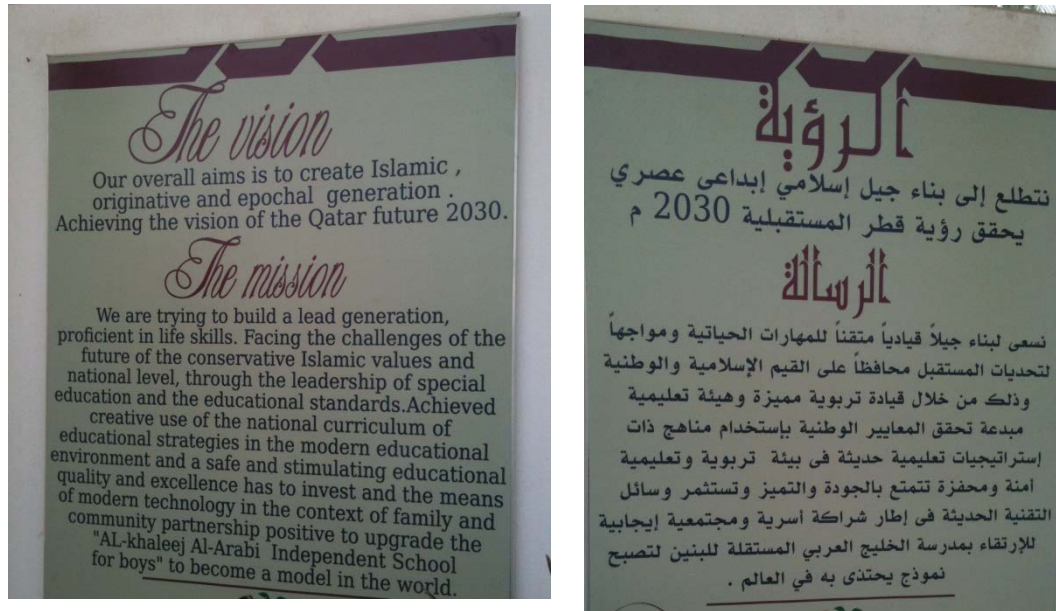 The vision
Our overall aims is to create Islamic ,
originative and epochal generation .
Achieving the vision of the Qatar future 2030.
The mission
We are trying to build a lead generation,
proficient in life skills. Facing the challenges of the
future of the conservative Islamic values and
national level, through the leadership of special
education and the educational standards.Achieved
creative use of the national curriculum of
educational strategies in the modern educational
environment and a safe and stimulating educational
quality and excellence has to invest and the means
of modern technology in the context of family and
community partnership positive to upgrade the
"AL-khaleej Al-Arabi Independent School
for boys" to become a model in the world.
الرؤية
نتطلع إلى بناء جيل إسلامي إبداعى عصري
يحقق رؤية قطر المستقبلية 2030 م
الرسالة
نسعى لبناء جيلاً قيادياً متقناً للمهارات الحياتية ومواجهاً
لتحديات المستقبل محافظاً على القيم الإسلامية والوطنية
وذلك من خلال قيادة تربوية مميزة وهيئة تعليمية
مبدعة تحقق المعايير الوطنية بإستخدام مناهج ذات
إستراتيجيات تعليمية حديثة فى بيئة تربوية وتعليمية
أمنة ومحفزة تتمتع بالجودة والتميز وتستثمر وسائل
التقنية الحديثة فى إطار شراكة أسرية ومجتمعية إيجابية
للإرتقاء بمدرسة الخليج العربي المستقلة للبنين لتصبح
نموذج يحتذى به في العالم .